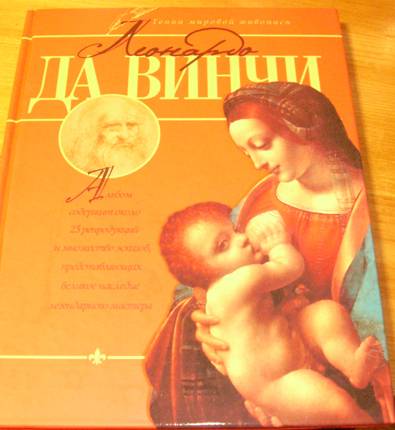 Гении мировой живописи
Леонардо
ДА ВИНЧИ
Альбом
содержит около
25 репродукций
и множество эскизов,
представляющих
великое наследие
легендарного мастера